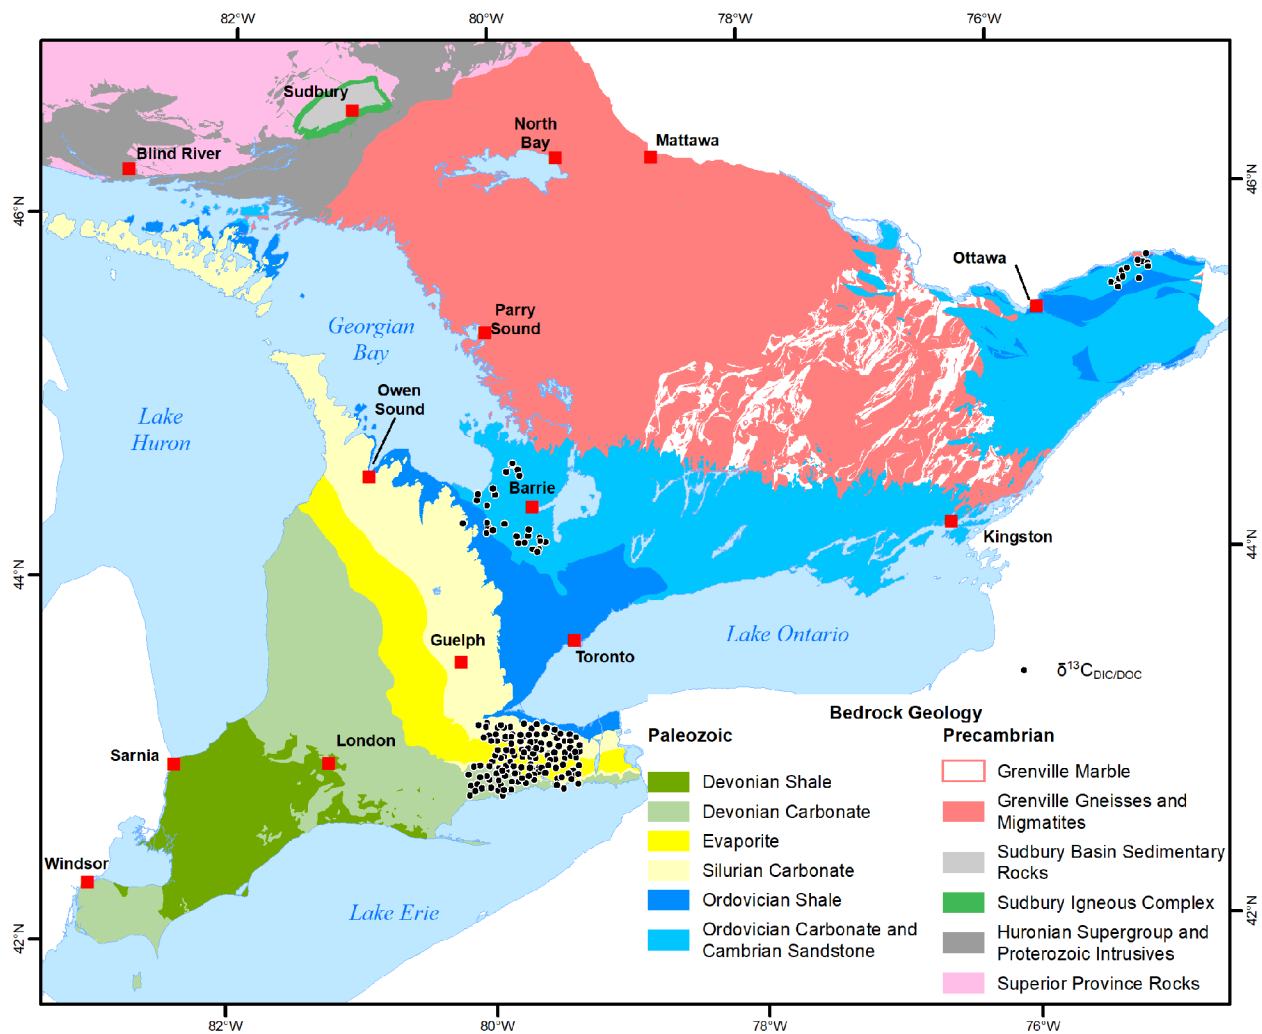 82°W 80°W 78°W 76°W
Sudbury
North
Bay
Mattawa
Blind River
46°N
46°N
Ottawa
Parry
Sound
Georgian
Bay
Owen
Sound
Lake
Huron
Barrie
Kingston
44°N
44°N
Guelph
Toronto
Lake Ontario
δ13CDIC/DOC
Sarnia
London
Windsor
Lake Erie
42°N
42°N
Bedrock Geology
Paleozoic
Devonian Shale
Devonian Carbonate
Evaporite
Silurian Carbonate
Ordovician Shale
Ordovician Carbonate and
Cambrian Sandstone
Precambrian
Grenville Marble
Grenville Gneisses and
Migmatites
Sudbury Basin Sedimentary
Rocks
Sudbury Igneous Complex
Huronian Supergroup and
Proterozoic Intrusives
Superior Province Rocks
82°W 80°W 78°W 76°W